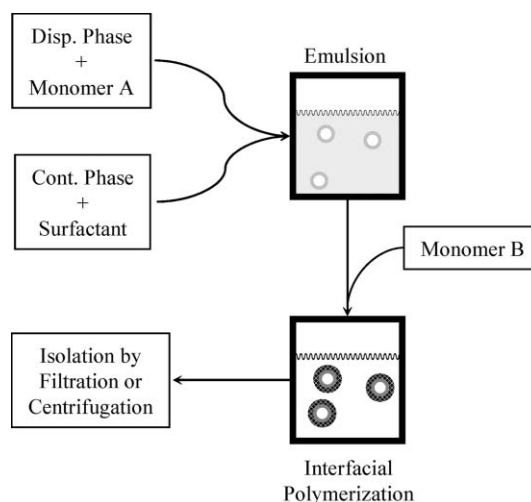 Disp. Phase
+
Monomer A
Emulsion
Cont. Phase
+
Surfactant
Monomer B
Isolation by
Filtration or
Centrifugation
Interfacial
Polymerization